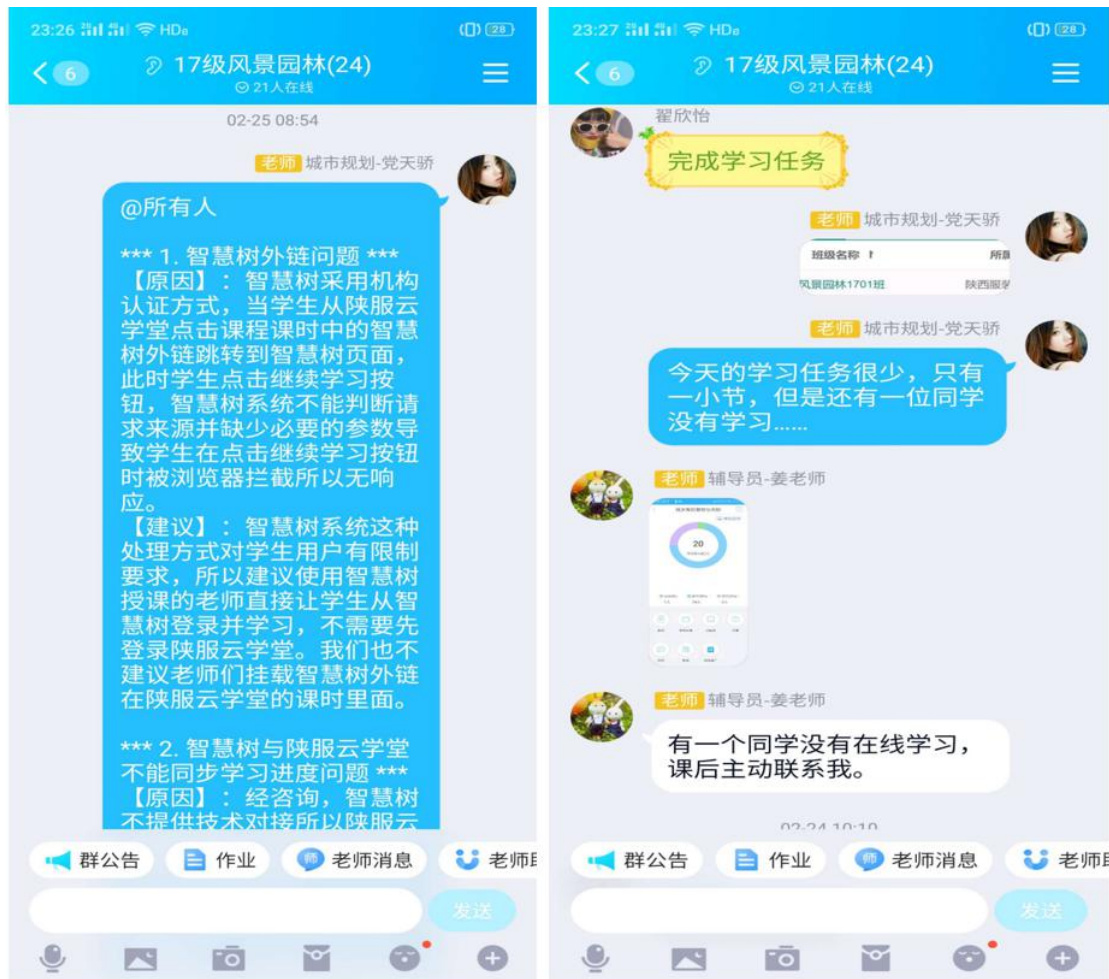 23:26 HD
6
17级风景园林(24)
21人在线
02-25 08:54
老师 城市规划-党天骄
@所有人
*** 1. 智慧树外链问题 ***
【原因】：智慧树采用机构
认证方式，当学生从陕服云
学堂点击课程课时中的智慧
树外链跳转到智慧树页面，
此时学生点击继续学习按
钮，智慧树系统不能判断请
求来源并缺少必要的参数导
致学生在点击继续学习按钮
时被浏览器拦截所以无响
应。
【建议】：智慧树系统这种
处理方式对学生用户有限制
要求，所以建议使用智慧树
授课的老师直接让学生从智
慧树登录并学习，不需要先
登录陕服云学堂。我们也不
建议老师们挂载智慧树外链
在陕服云学堂的课时里面。
*** 2. 智慧树与陕服云学堂
不能同步学习进度问题 ***
【原因】：经咨询，智慧树
不提供技术对接所以陕服云
群公告 作业 老师消息 老师
发送
23:27 HD
28
6
17级风景园林(24)
21人在线
翟欣怡
完成学习任务
老师 城市规划-党天骄
班级名称 所属
风景园林1701班 陕西服装
老师 城市规划-党天骄
今天的学习任务很少，只有
一小节，但是还有一位同学
没有学习......
老师 辅导员-姜老师
20
老师 辅导员-姜老师
有一个同学没有在线学习，
课后主动联系我。
02-24 10:10
群公告 作业 老师消息 老师
发送